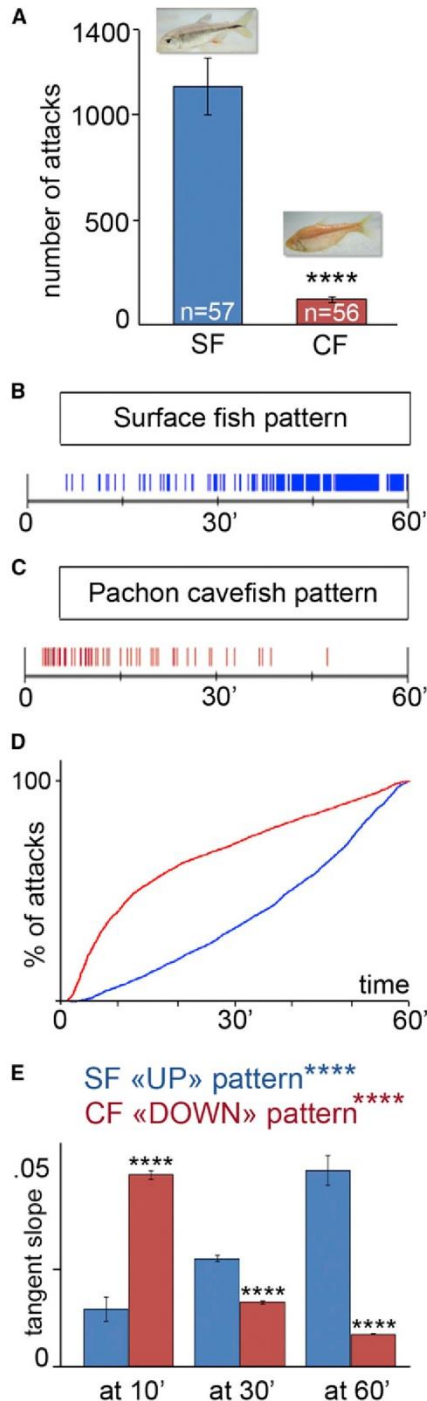 A
1400
1000
500
0
number of attacks
****
n=57
n=56
SF
CF
B
Surface fish pattern
0
30'
60'
C
Pachon cavefish pattern
0
30'
60'
D
100
% of attacks
time
0
30'
60'
E
SF «UP» pattern****
CF «DOWN» pattern****
.05
tangent slope
0
****
****
****
at 10'
at 30'
at 60'